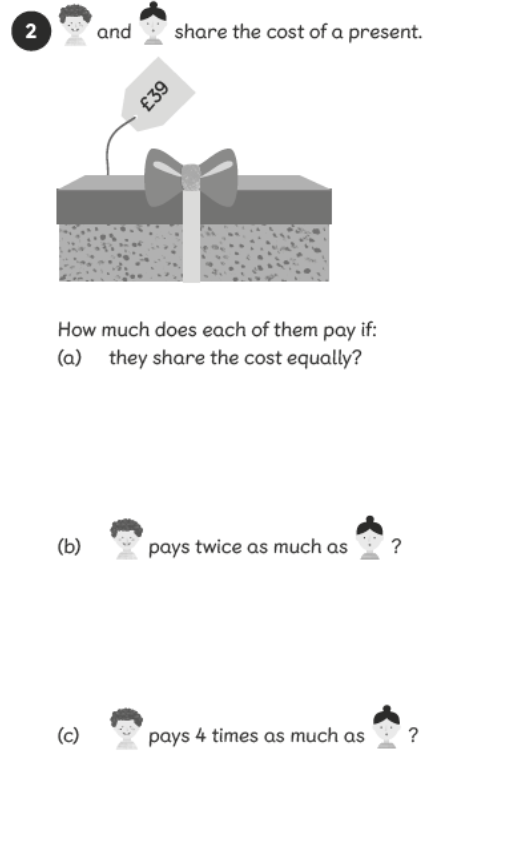 2 and share the cost of a present.
£39
How much does each of them pay if:
(a) they share the cost equally?
(b) pays twice as much as ?
(c) pays 4 times as much as ?